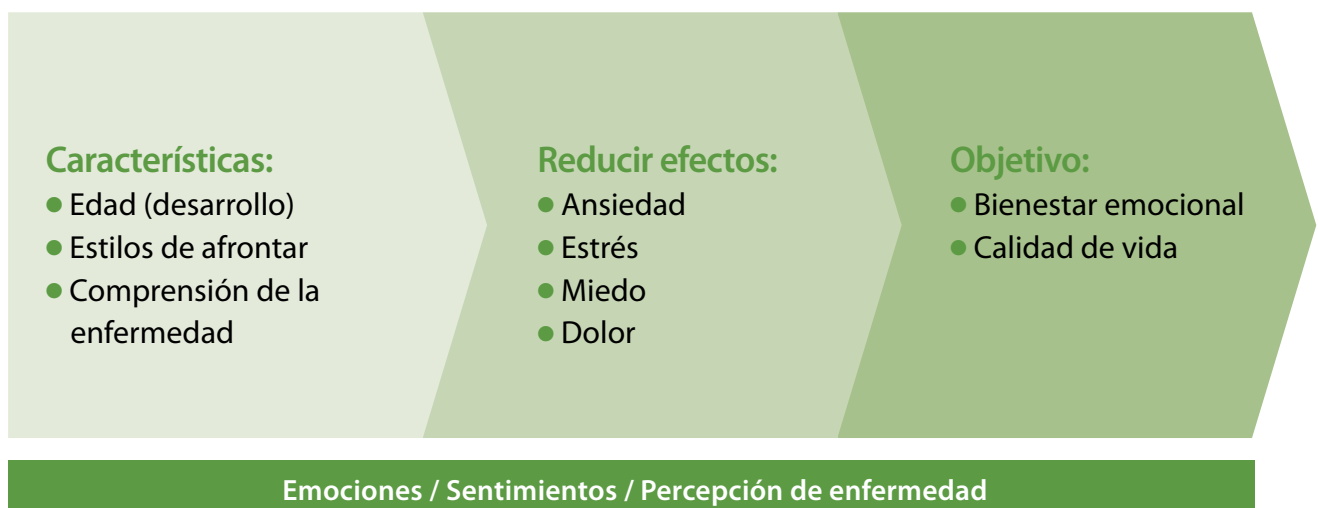 Características:
● Edad (desarrollo)
● Estilos de afrontar
● Comprensión de la
enfermedad
Reducir efectos:
● Ansiedad
● Estrés
● Miedo
● Dolor
Objetivo:
● Bienestar emocional
● Calidad de vida
Emociones / Sentimientos / Percepción de enfermedad